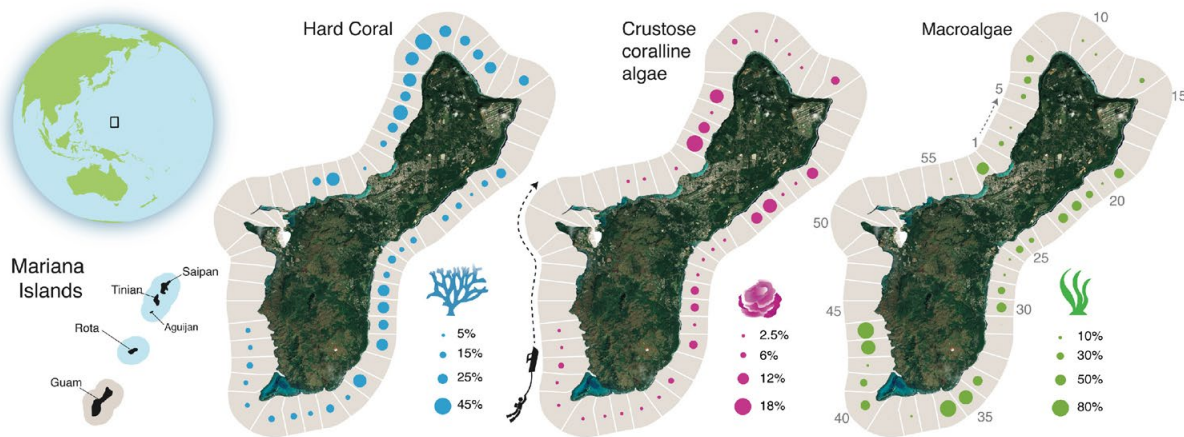 Hard Coral
Crustose
coralline
algae
Macroalgae
10
15
5
1
55
20
50
25
30
45
40
35
Mariana
Islands
Saipan
Tinian
Aguijan
Rota
Guam
5%
15%
25%
45%
2.5%
6%
12%
18%
10%
30%
50%
80%